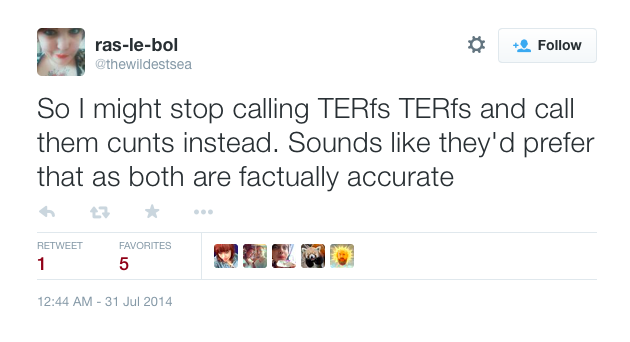 ras-le-bol
@thewildestsea
Follow
So I might stop calling TERfs TERfs and call
them cunts instead. Sounds like they'd prefer
that as both are factually accurate
RETWEET FAVORITES
1 5
12:44 AM - 31 Jul 2014